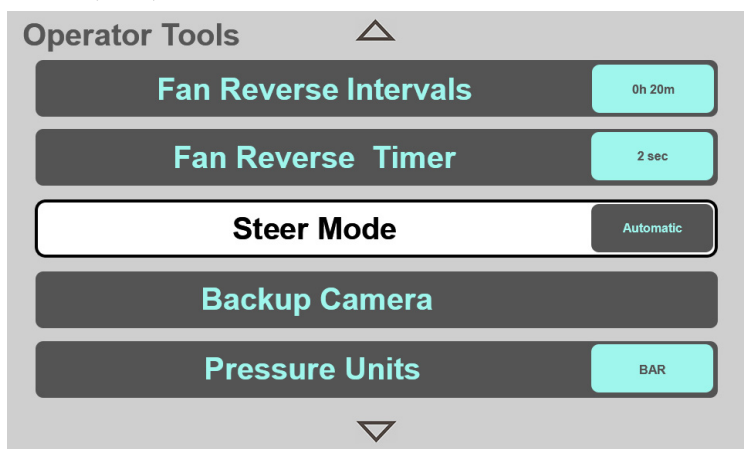 Operator Tools
Fan Reverse Intervals 0h 20m
Fan Reverse Timer 2 sec
Steer Mode Automatic
Backup Camera
Pressure Units BAR